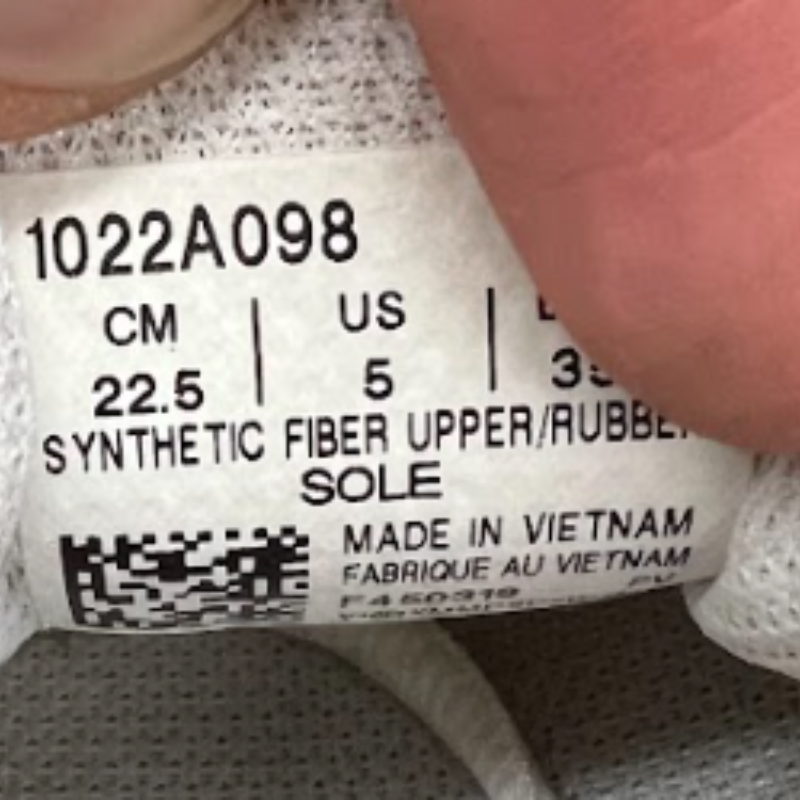 1022A098
CM | US |
22.5 | 5 |
SYNTHETIC FIBER UPPER/RUBBER
SOLE
MADE IN VIETNAM
FABRIQUE AU VIETNAM